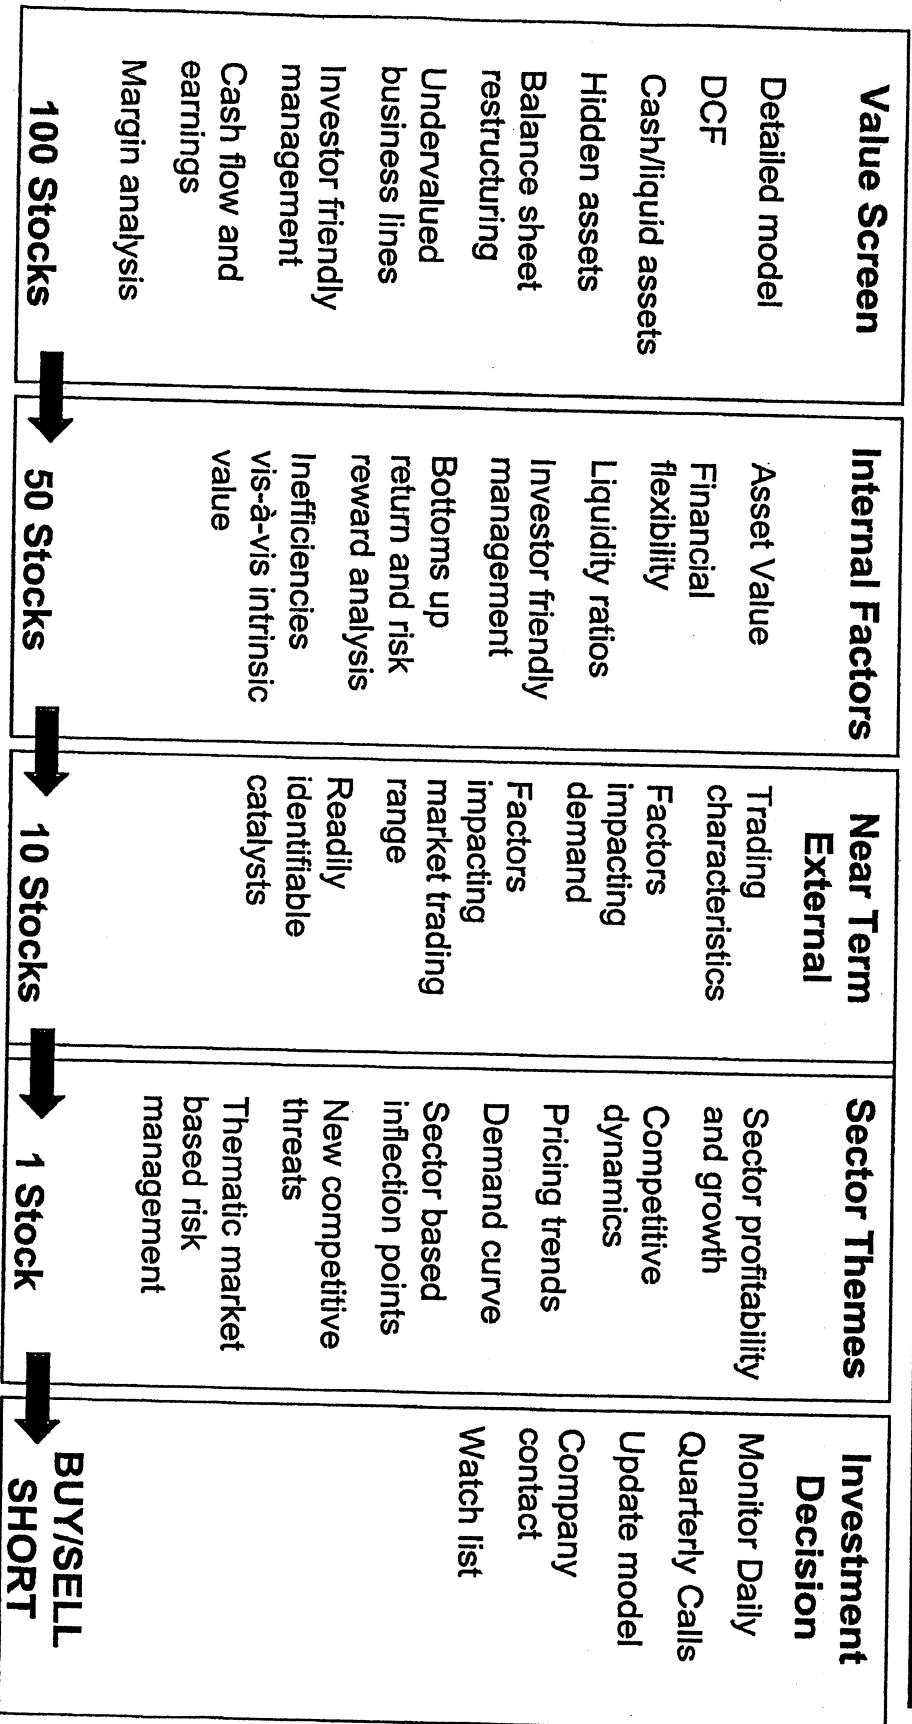 Value Screen
Detailed model
DCF
Cash/liquid assets
Hidden assets
Balance sheet
restructuring
Undervalued
business lines
Investor friendly
management
Cash flow and
earnings
Margin analysis
100 Stocks
Internal Factors
Asset Value
Financial
flexibility
Liquidity ratios
Investor friendly
management
Bottoms up
return and risk
reward analysis
Inefficiencies
vis-à-vis intrinsic
value
50 Stocks
Near Term
External
Trading
characteristics
Factors
impacting
demand
Factors
impacting
market trading
range
Readily
identifiable
catalysts
10 Stocks
Sector Themes
Sector profitability
and growth
Competitive
dynamics
Pricing trends
Demand curve
Sector based
inflection points
New competitive
threats
Thematic market
based risk
management
1 Stock
Investment
Decision
Monitor Daily
Quarterly Calls
Update model
Company
contact
Watch list
BUY/SELL
SHORT